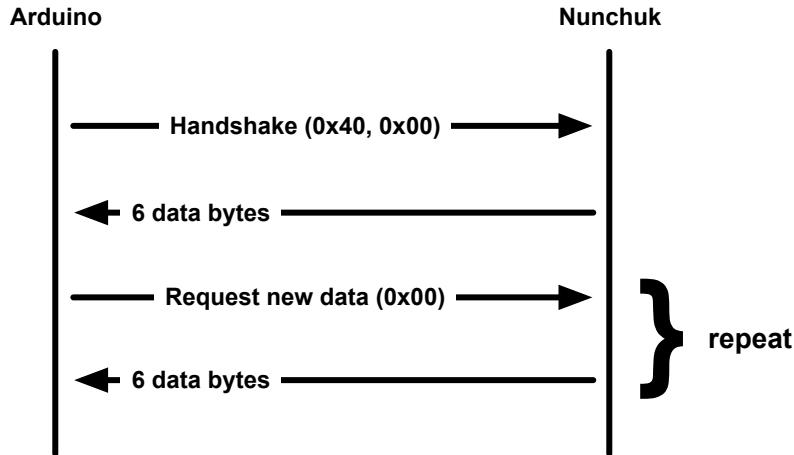 Arduino
Nunchuk
Handshake (0x40, 0x00)
6 data bytes
Request new data (0x00)
repeat
6 data bytes